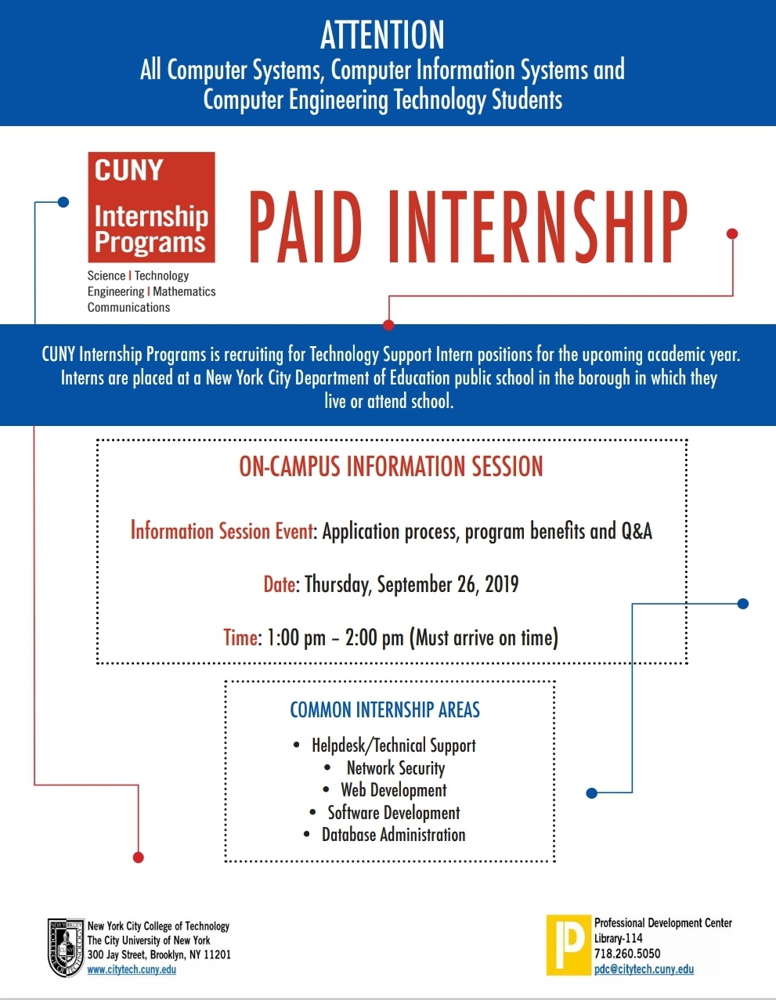 ATTENTION
All Computer Systems, Computer Information Systems and
Computer Engineering Technology Students
CUNY
Internship
Programs
Science | Technology
Engineering | Mathematics
Communications
PAID INTERNSHIP
CUNY Internship Programs is recruiting for Technology Support Intern positions for the upcoming academic year.
Interns are placed at a New York City Department of Education public school in the borough in which they
live or attend school.
ON-CAMPUS INFORMATION SESSION
Information Session Event: Application process, program benefits and Q&A
Date: Thursday, September 26, 2019
Time: 1:00 pm – 2:00 pm (Must arrive on time)
COMMON INTERNSHIP AREAS
• Helpdesk/Technical Support
• Network Security
• Web Development
• Software Development
• Database Administration
NEW YORK CITY
COLLEGE OF TECHNOLOGY
CUNY
New York City College of Technology
The City University of New York
300 Jay Street, Brooklyn, NY 11201
www.citytech.cuny.edu
P
Professional Development Center
Library-114
718.260.5050
pdc@citytech.cuny.edu